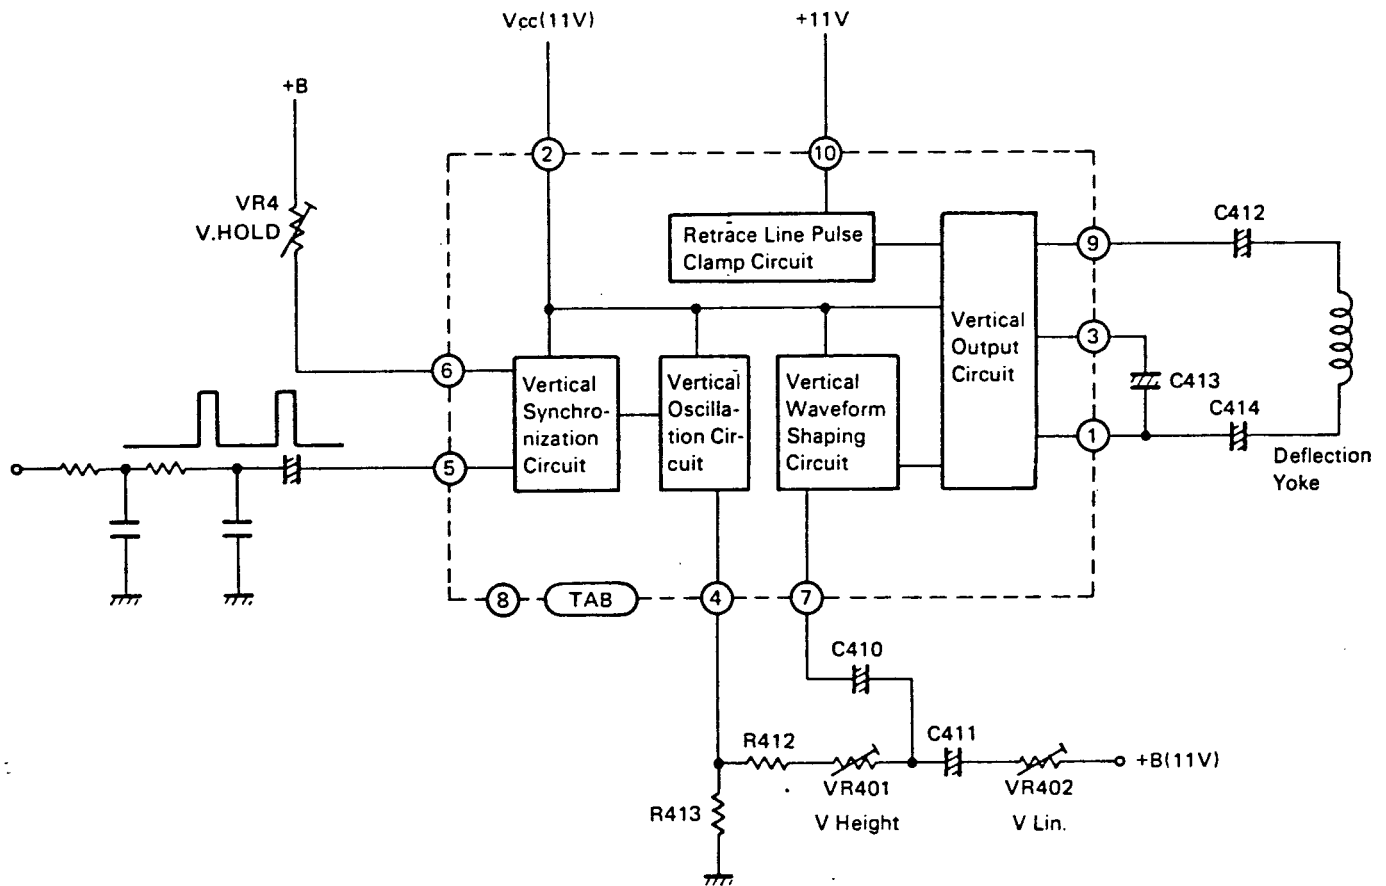 Vcc(11V)
+11V
+B
2
10
VR4
V.HOLD
Retrace Line Pulse
Clamp Circuit
9
C412
Vertical
Output
Circuit
3
6
Vertical
Synchro-
nization
Circuit
Vertical
Oscilla-
tion Cir-
cuit
Vertical
Waveform
Shaping
Circuit
C413
C414
1
5
Deflection
Yoke
8
TAB
4
7
C410
R412
C411
+B(11V)
VR401
VR402
R413
V Height
V Lin.